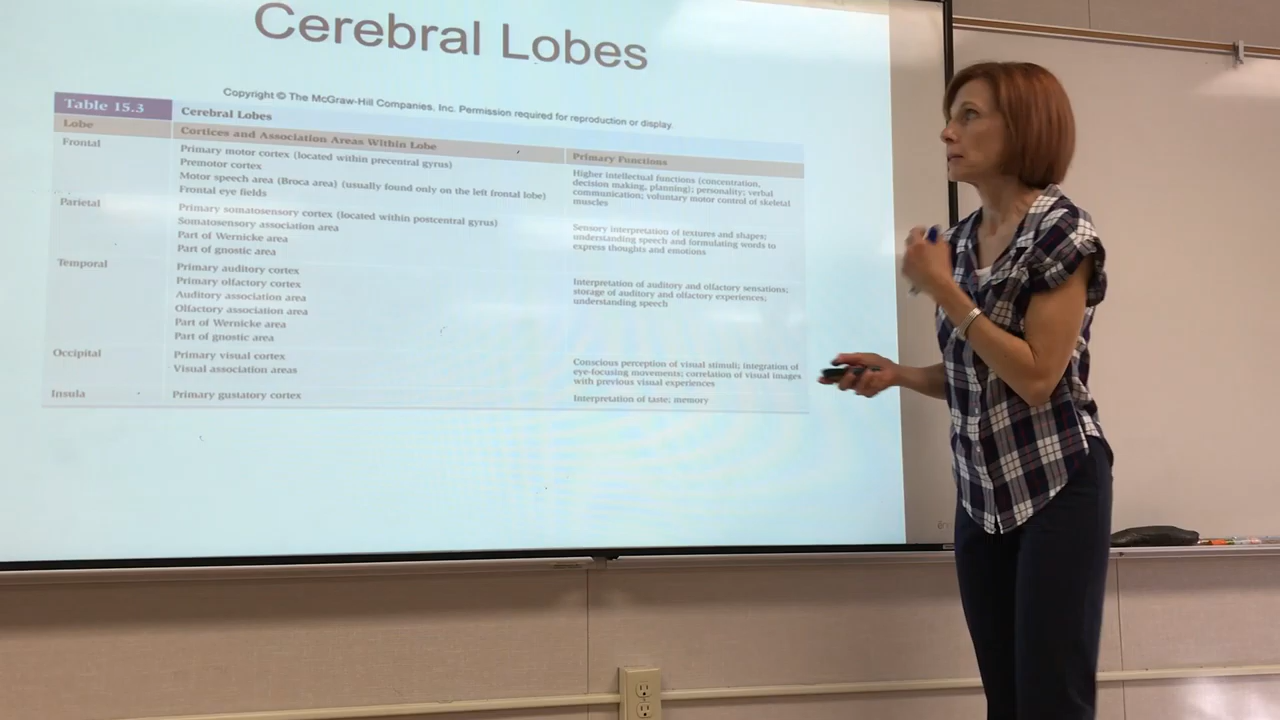 Cerebral Lobes
Copyright © The McGraw-Hill Companies, Inc. Permission required for reproduction or display.
Table 15.3 Cerebral Lobes
Lobe Cortices and Association Areas Within Lobe Primary Functions
Frontal
Primary motor cortex (located within precentral gyrus)
Premotor cortex
Motor speech area (Broca area) (usually found only on the left frontal lobe)
Frontal eye fields
Higher intellectual functions (concentration,
decision making, planning); personality; verbal
communication; voluntary motor control of skeletal
muscles
Parietal
Primary somatosensory cortex (located within postcentral gyrus)
Somatosensory association area
Part of Wernicke area
Part of gnostic area
Sensory interpretation of textures and shapes;
understanding speech and formulating words to
express thoughts and emotions
Temporal
Primary auditory cortex
Primary olfactory cortex
Auditory association area
Olfactory association area
Part of Wernicke area
Part of gnostic area
Interpretation of auditory and olfactory sensations;
storage of auditory and olfactory experiences;
understanding speech
Occipital
Primary visual cortex
Visual association areas
Conscious perception of visual stimuli; integration of
eye-focusing movements; correlation of visual images
with previous visual experiences
Insula
Primary gustatory cortex
Interpretation of taste; memory